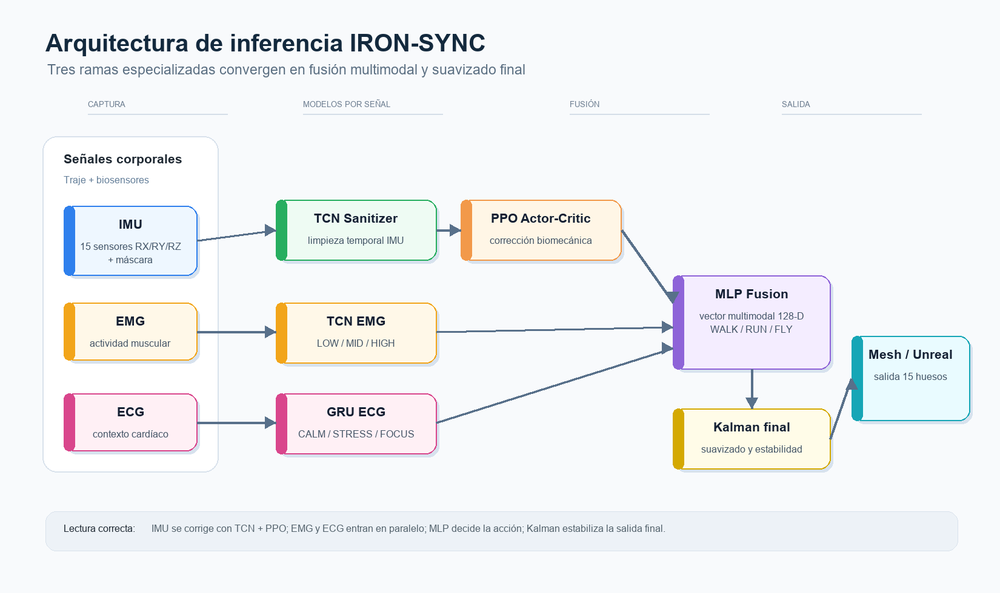 Arquitectura de inferencia IRON-SYNC
Tres ramas especializadas convergen en fusión multimodal y suavizado final
CAPTURA
MODELOS POR SEÑAL
FUSIÓN
SALIDA
Señales corporales
Traje + biosensores
IMU
15 sensores RX/RY/RZ
+ máscara
TCN Sanitizer
limpieza temporal IMU
PPO Actor-Critic
corrección biomecánica
EMG
actividad muscular
TCN EMG
LOW / MID / HIGH
ECG
contexto cardíaco
GRU ECG
CALM / STRESS / FOCUS
MLP Fusion
vector multimodal 128-D
WALK / RUN / FLY
Kalman final
suavizado y estabilidad
Mesh / Unreal
salida 15 huesos
Lectura correcta: IMU se corrige con TCN + PPO; EMG y ECG entran en paralelo; MLP decide la acción; Kalman estabiliza la salida final.